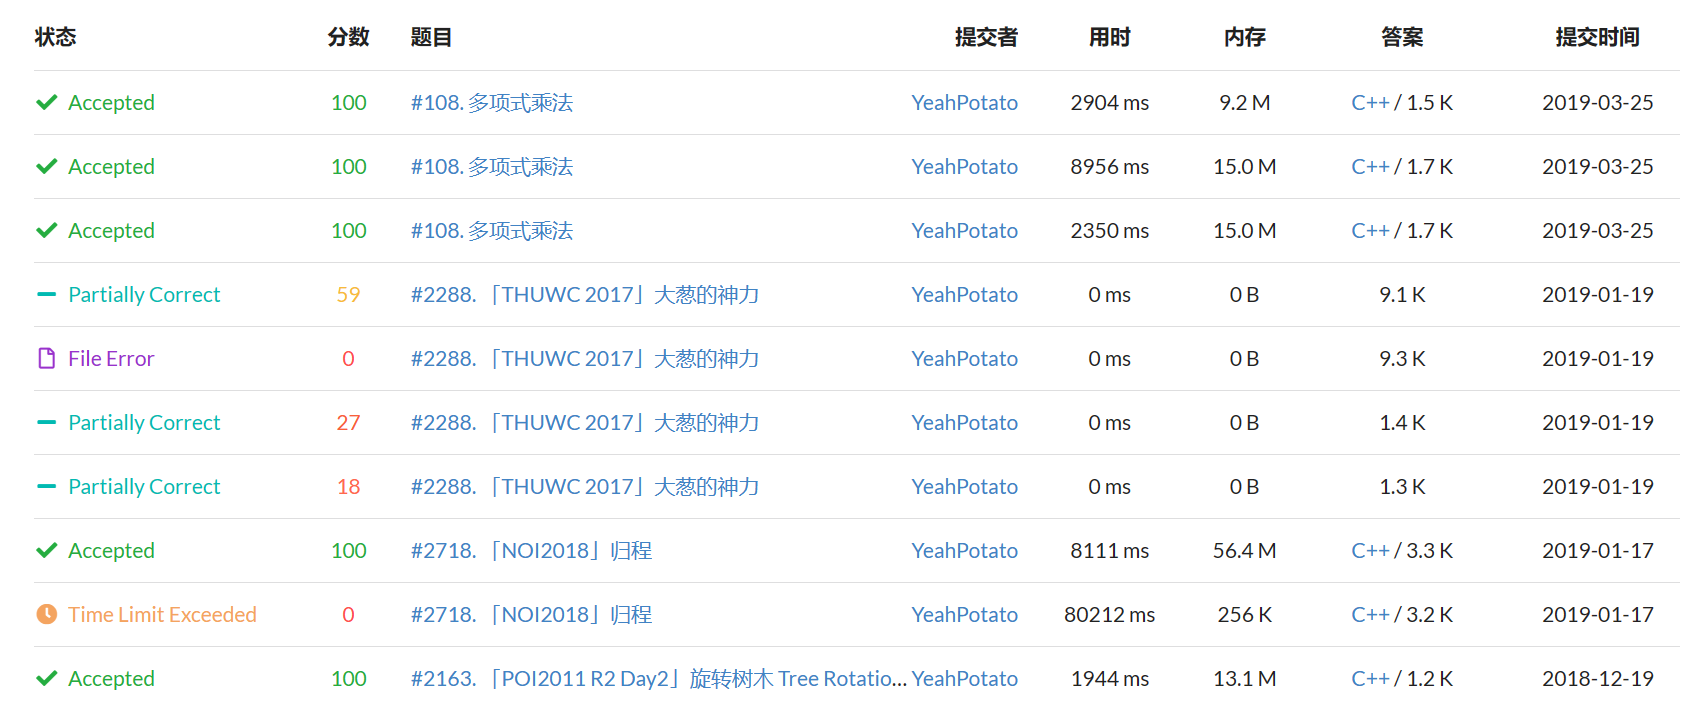 状态 分数 题目 提交者 用时 内存 答案 提交时间
Accepted 100 #108. 多项式乘法 YeahPotato 2904 ms 9.2 M C++ / 1.5 K 2019-03-25
Accepted 100 #108. 多项式乘法 YeahPotato 8956 ms 15.0 M C++ / 1.7 K 2019-03-25
Accepted 100 #108. 多项式乘法 YeahPotato 2350 ms 15.0 M C++ / 1.7 K 2019-03-25
Partially Correct 59 #2288. 「THUWC 2017」大葱的神力 YeahPotato 0 ms 0 B 9.1 K 2019-01-19
File Error 0 #2288. 「THUWC 2017」大葱的神力 YeahPotato 0 ms 0 B 9.3 K 2019-01-19
Partially Correct 27 #2288. 「THUWC 2017」大葱的神力 YeahPotato 0 ms 0 B 1.4 K 2019-01-19
Partially Correct 18 #2288. 「THUWC 2017」大葱的神力 YeahPotato 0 ms 0 B 1.3 K 2019-01-19
Accepted 100 #2718. 「NOI2018」归程 YeahPotato 8111 ms 56.4 M C++ / 3.3 K 2019-01-17
Time Limit Exceeded 0 #2718. 「NOI2018」归程 YeahPotato 80212 ms 256 K C++ / 3.2 K 2019-01-17
Accepted 100 #2163. 「POI2011 R2 Day2」旋转树木 Tree Rotatio... YeahPotato 1944 ms 13.1 M C++ / 1.2 K 2018-12-19